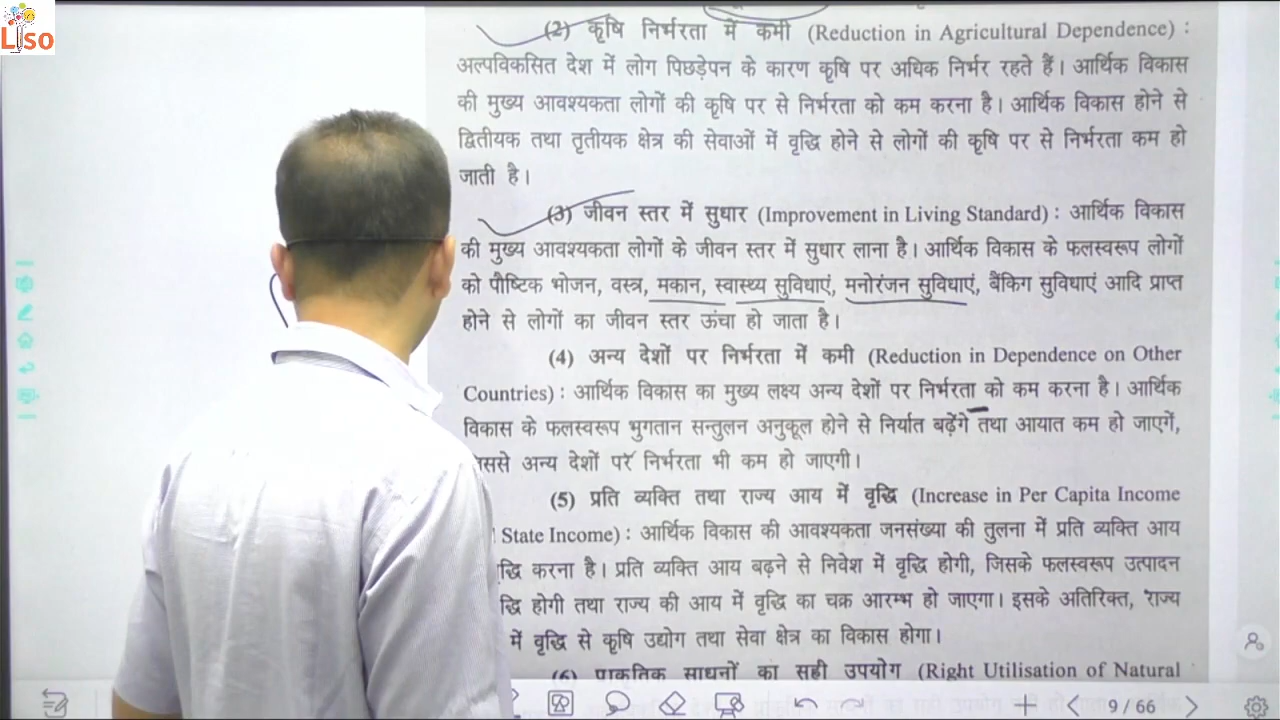 Liso
(2) कृषि निर्भरता में कमी (Reduction in Agricultural Dependence) :
अल्पविकसित देश में लोग पिछड़ेपन के कारण कृषि पर अधिक निर्भर रहते हैं। आर्थिक विकास
की मुख्य आवश्यकता लोगों की कृषि पर से निर्भरता को कम करना है। आर्थिक विकास होने से
द्वितीयक तथा तृतीयक क्षेत्र की सेवाओं में वृद्धि होने से लोगों की कृषि पर से निर्भरता कम हो
जाती है।
(3) जीवन स्तर में सुधार (Improvement in Living Standard) : आर्थिक विकास
की मुख्य आवश्यकता लोगों के जीवन स्तर में सुधार लाना है। आर्थिक विकास के फलस्वरूप लोगों
को पौष्टिक भोजन, वस्त्र, मकान, स्वास्थ्य सुविधाएं, मनोरंजन सुविधाएं, बैंकिग सुविधाएं आदि प्राप्त
होने से लोगों का जीवन स्तर ऊंचा हो जाता है।
(4) अन्य देशों पर निर्भरता में कमी (Reduction in Dependence on Other
Countries) : आर्थिक विकास का मुख्य लक्ष्य अन्य देशों पर निर्भरता को कम करना है। आर्थिक
विकास के फलस्वरूप भुगतान सन्तुलन अनुकूल होने से निर्यात बढ़ेंगे तथा आयात कम हो जाएगें,
अन्य देशों पर निर्भरता भी कम हो जाएगी।
(5) प्रति व्यक्ति तथा राज्य आय में वृद्धि (Increase in Per Capita Income
State Income) : आर्थिक विकास की आवश्यकता जनसंख्या की तुलना में प्रति व्यक्ति आय
करना है। प्रति व्यक्ति आय बढ़ने से निवेश में वृद्धि होगी, जिसके फलस्वरूप उत्पादन
होगी तथा राज्य की आय में वृद्धि का चक्र आरम्भ हो जाएगा। इसके अतिरिक्त, राज्य
में वृद्धि से कृषि उद्योग तथा सेवा क्षेत्र का विकास होगा।
(6) प्राकृतिक साधनों का सही उपयोग (Right Utilisation of Natural
9 / 66